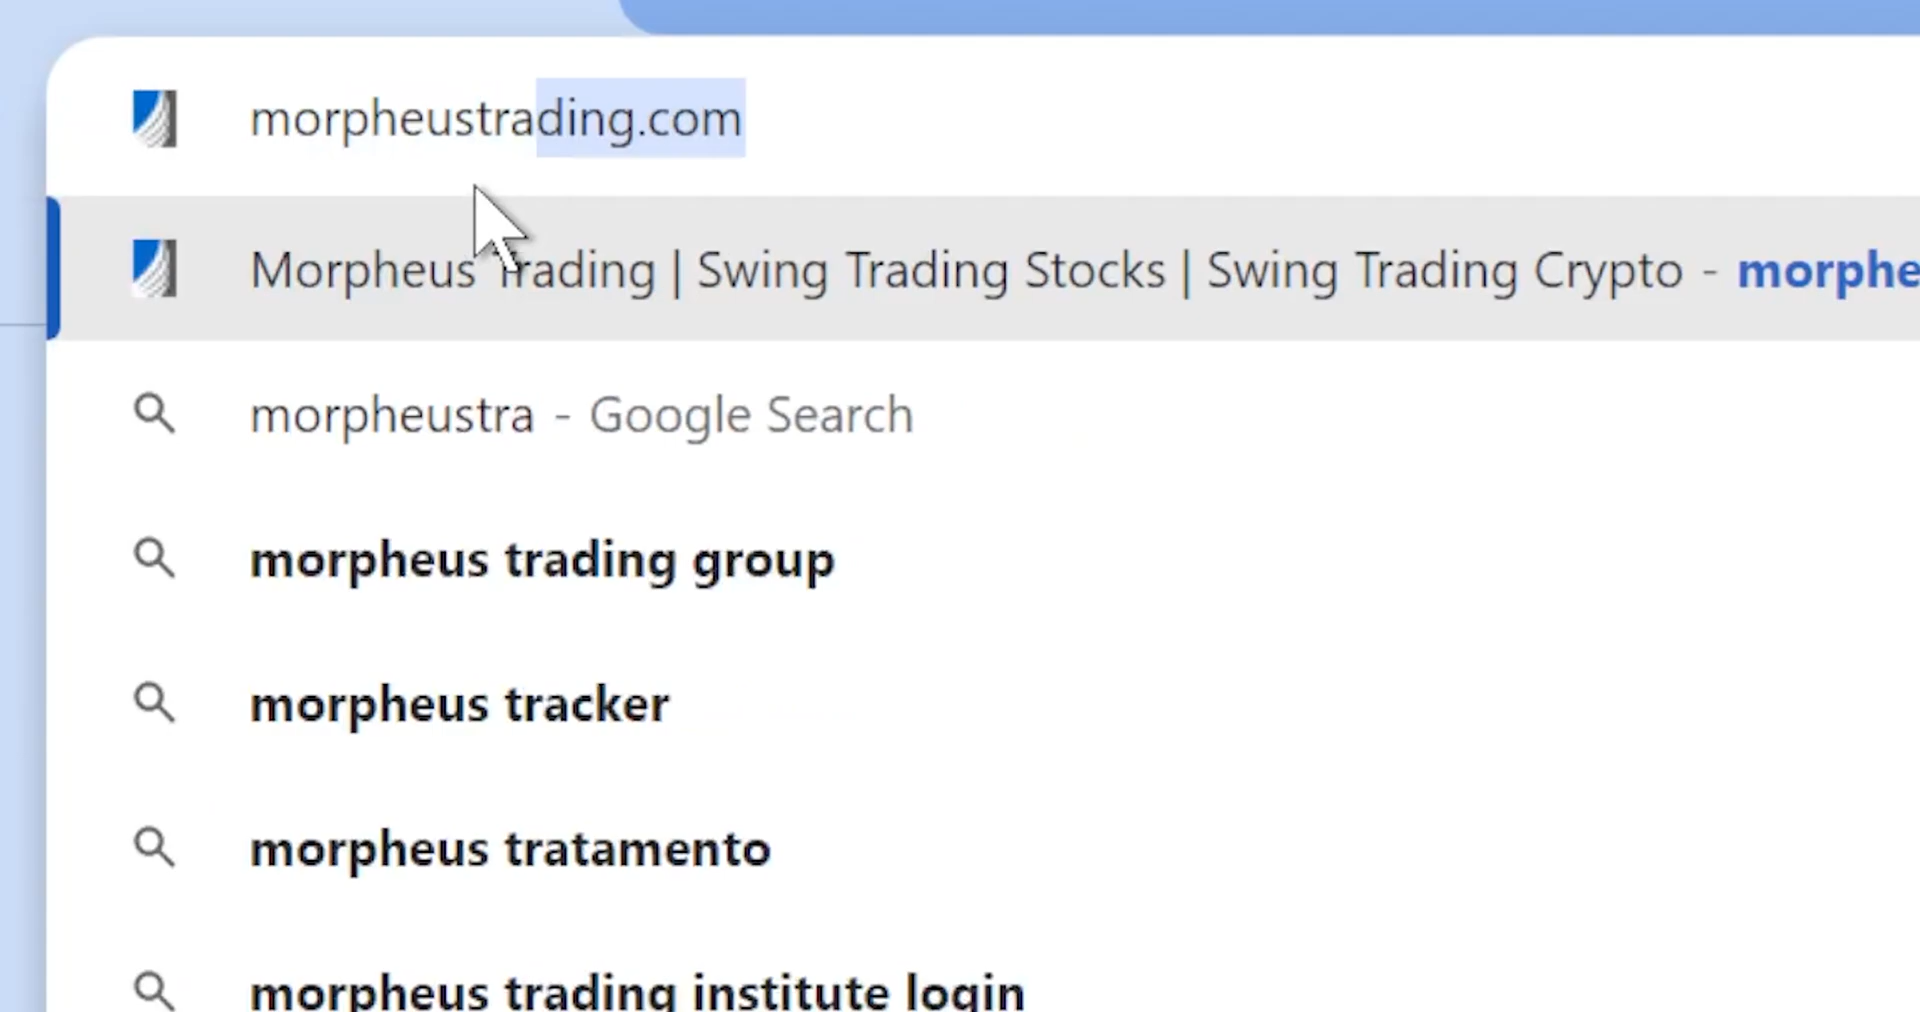 morpheustrading.com
Morpheus Trading | Swing Trading Stocks | Swing Trading Crypto - morphe
morpheustra - Google Search
morpheus trading group
morpheus tracker
morpheus tratamento
morpheus trading institute login